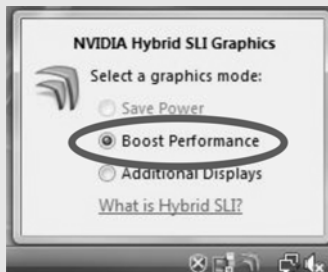 NVIDIA Hybrid SLI Graphics
Select a graphics mode:
Save Power
Boost Performance
Additional Displays
What is Hybrid SLI?